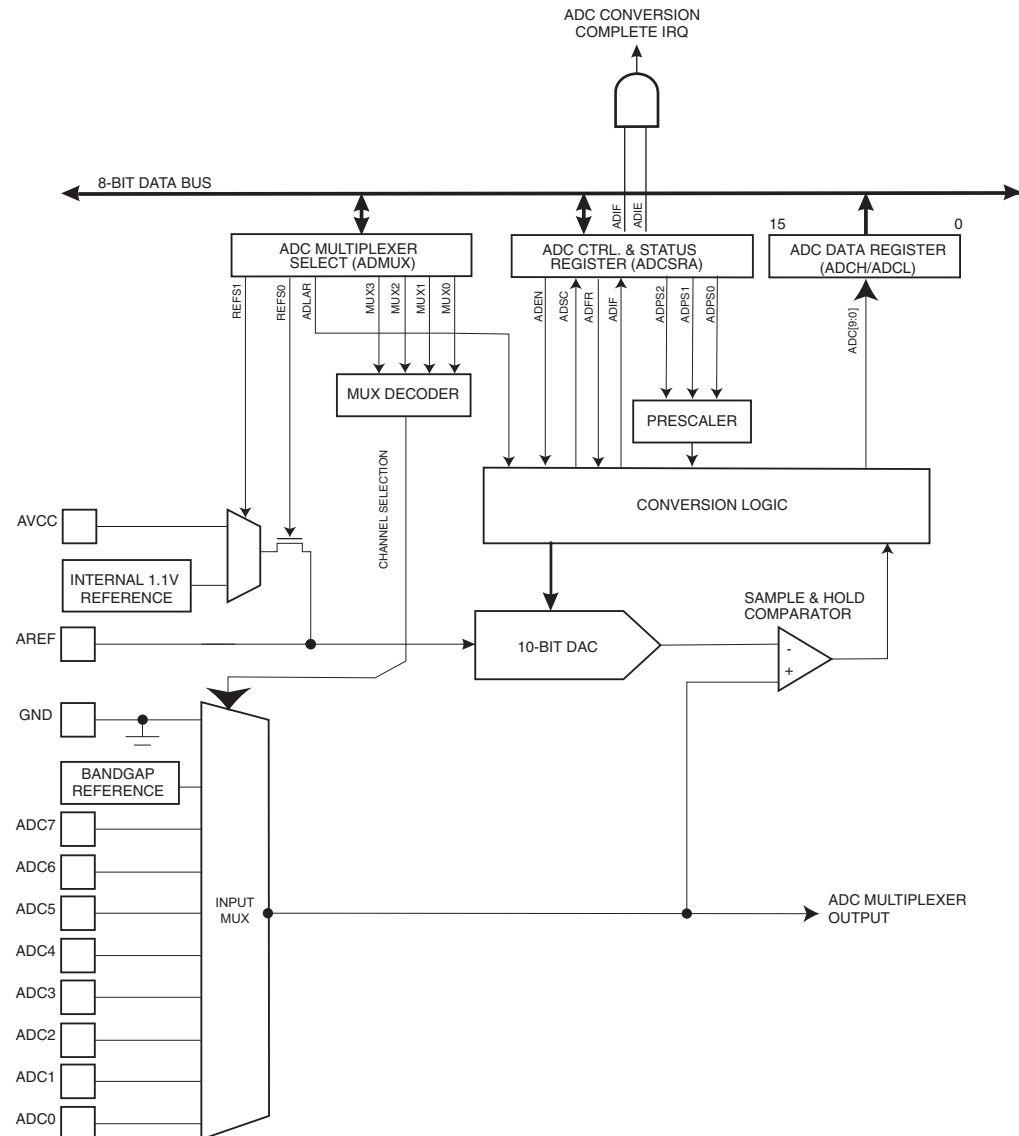 ADC CONVERSION
COMPLETE IRQ
8-BIT DATA BUS
ADIF
ADIE
15
0
ADC MULTIPLEXER
SELECT (ADMUX)
ADC CTRL. & STATUS
REGISTER (ADCSRA)
ADC DATA REGISTER
(ADCH/ADCL)
REFS1
REFS0
ADLAR
MUX3
MUX2
MUX1
MUX0
ADEN
ADSC
ADFR
ADIF
ADPS2
ADPS1
ADPS0
ADC[9:0]
MUX DECODER
PRESCALER
CHANNEL SELECTION
CONVERSION LOGIC
AVCC
INTERNAL 1.1V
REFERENCE
SAMPLE & HOLD
COMPARATOR
AREF
10-BIT DAC
-
+
GND
BANDGAP
REFERENCE
ADC7
ADC6
ADC5
INPUT
MUX
ADC MULTIPLEXER
OUTPUT
ADC4
ADC3
ADC2
ADC1
ADC0